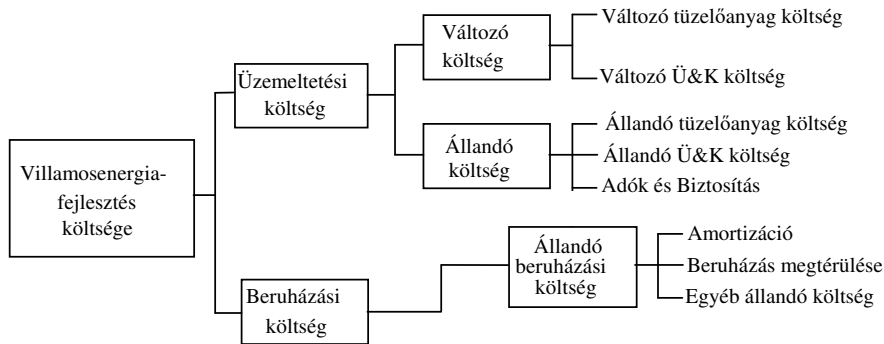 Villamosenergia-
fejlesztés
költsége
Üzemeltetési
költség
Változó
költség
Változó tüzelőanyag költség
Változó Ü&K költség
Állandó
költség
Állandó tüzelőanyag költség
Állandó Ü&K költség
Adók és Biztosítás
Beruházási
költség
Állandó
beruházási
költség
Amortizáció
Beruházás megtérülése
Egyéb állandó költség